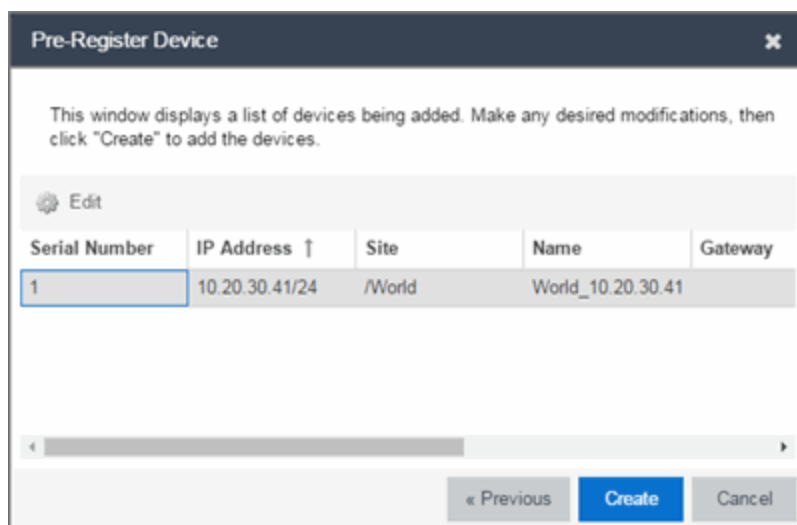 Pre-Register Device
This window displays a list of devices being added. Make any desired modifications, then
click "Create" to add the devices.
Edit
Serial Number IP Address ↑ Site Name Gateway
1 10.20.30.41/24 /World World_10.20.30.41
« Previous Create Cancel